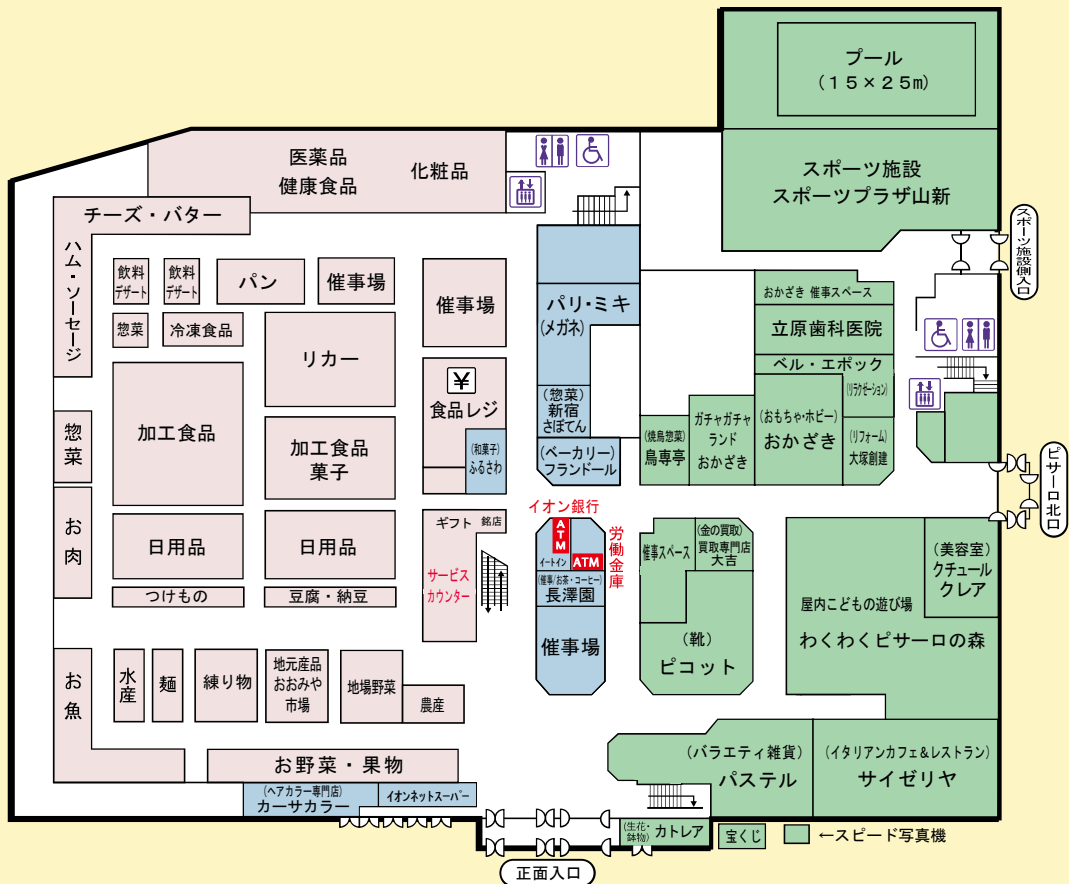 プール
(15×25m)
スポーツ施設
スポーツプラザ山新
スポーツ施設側入口
医薬品
健康食品
化粧品
チーズ・バター
ハム・ソーセージ
飲料
デザート
飲料
デザート
パン
催事場
催事場
惣菜
冷凍食品
リカー
パリ・ミキ
(メガネ)
おかざき 催事スペース
立原歯科医院
ベル・エポック
(リラクゼーション)
¥
食品レジ
(和菓子)
ふるさわ
(惣菜)
新宿
さぼてん
(ベーカリー)
フランドール
(焼鳥惣菜)
鳥専亭
ガチャガチャ
ランド
おかざき
(おもちゃ・ホビー)
おかざき
(リフォーム)
大塚創建
惣菜
加工食品
加工食品
菓子
ピサーロ北口
お肉
日用品
日用品
ギフト 銘店
サービス
カウンター
イオン銀行
ATM
イートイン
ATM
労働金庫
(催事/お茶・コーヒー)
長澤園
催事場
催事スペース
(金の買取)
買取専門店
大吉
(靴)
ピコット
(美容室)
クチュール
クレア
屋内こどもの遊び場
わくわくピサーロの森
つけもの
豆腐・納豆
お魚
水産
麺
練り物
地元産品
おおみや
市場
地場野菜
農産
お野菜・果物
(ヘアカラー専門店)
カーサカラー
イオンネットスーパー
(バラエティ雑貨)
パステル
(イタリアンカフェ&レストラン)
サイゼリヤ
(生花・
鉢物)
カトレア
宝くじ
←スピード写真機
正面入口